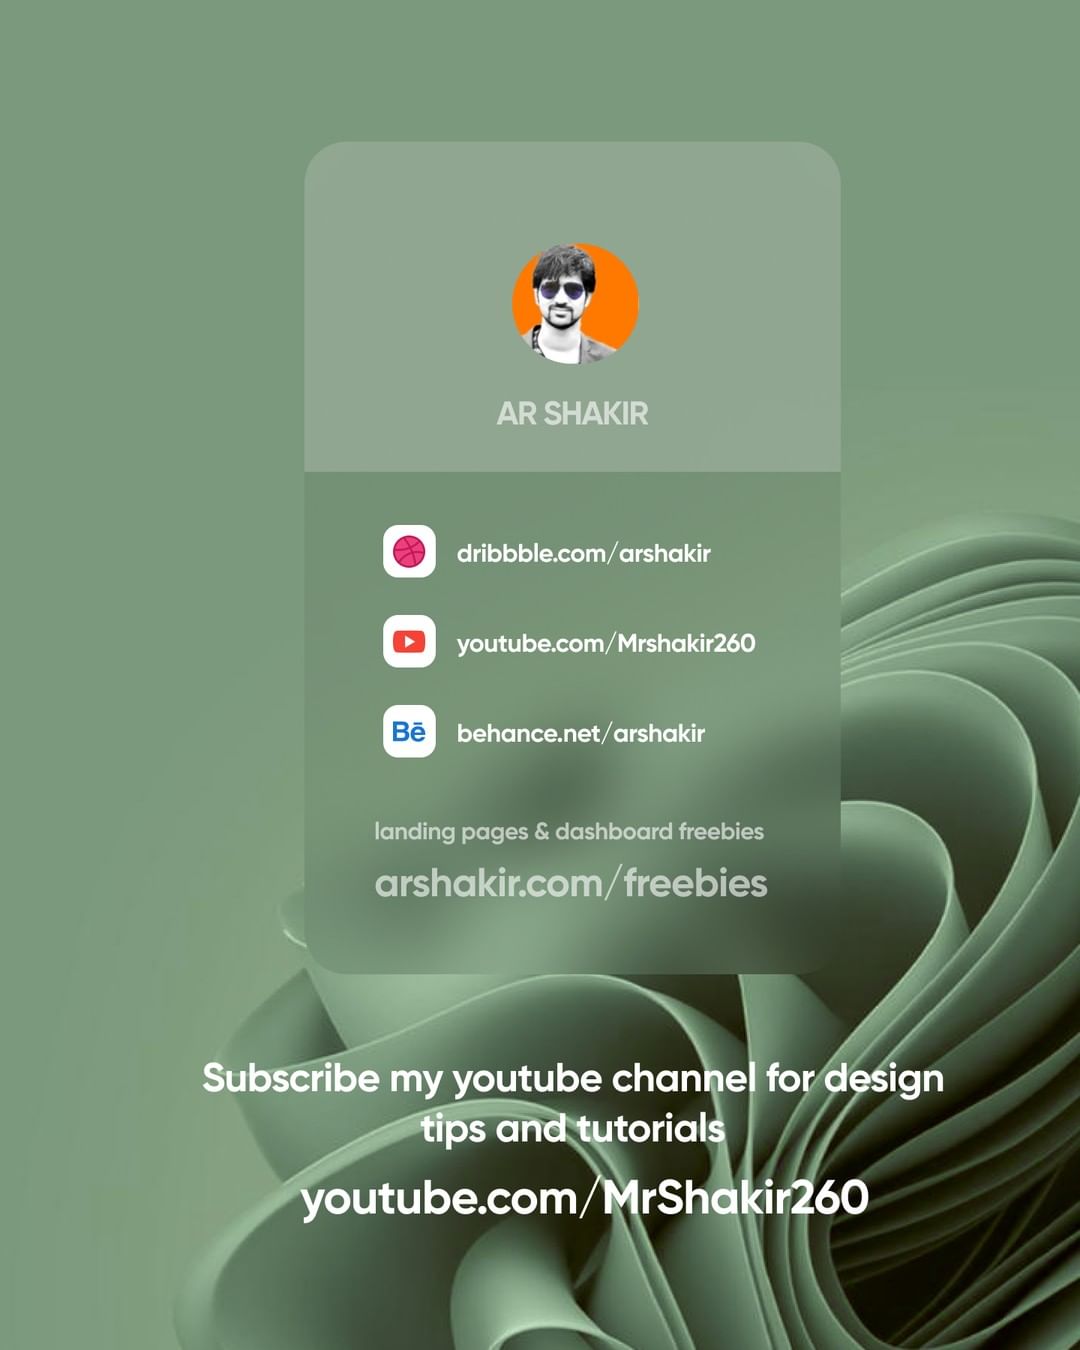 AR SHAKIR
dribbble.com/arshakir
youtube.com/Mrshakir260
Bē behance.net/arshakir
landing pages & dashboard freebies
arshakir.com/freebies
Subscribe my youtube channel for design
tips and tutorials
youtube.com/MrShakir260